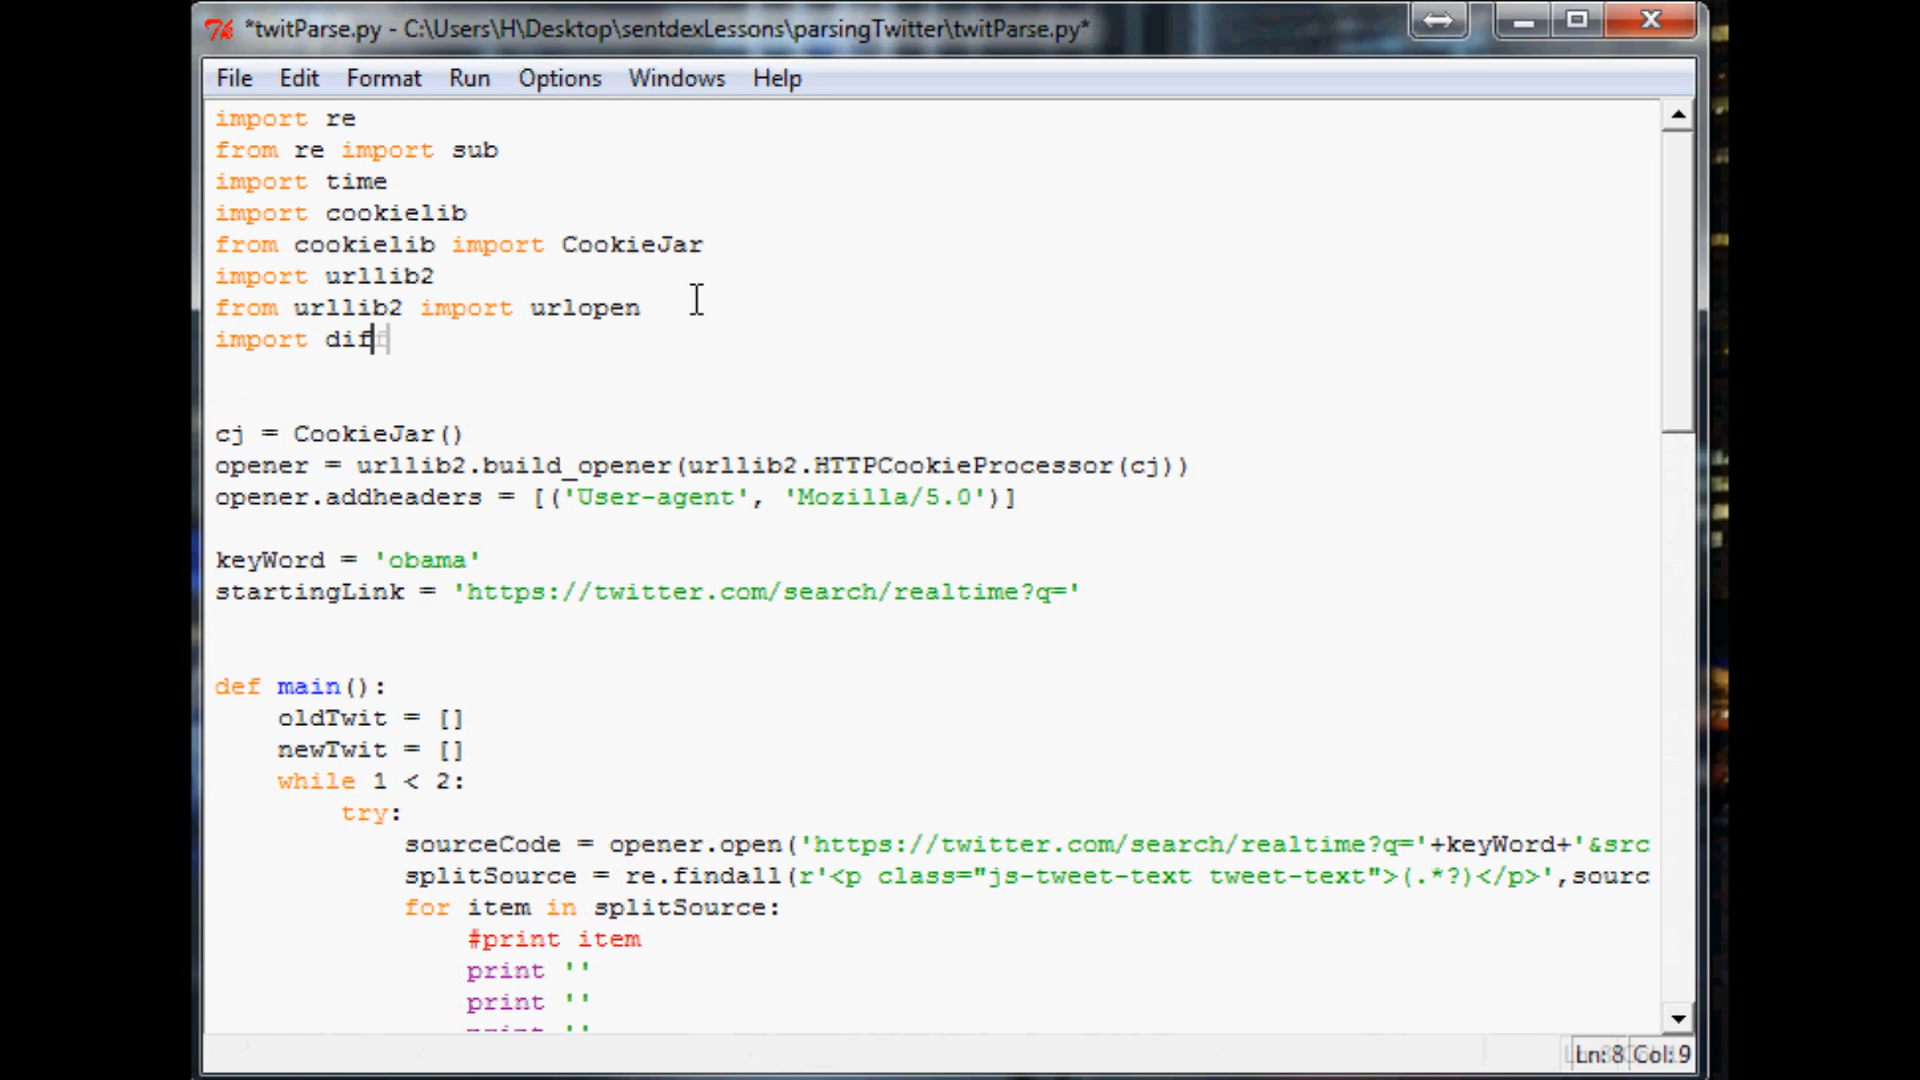 *twitParse.py - C:\Users\H\Desktop\sentdexLessons\parsingTwitter\twitParse.py*
File Edit Format Run Options Windows Help
import re
from re import sub
import time
import cookielib
from cookielib import CookieJar
import urllib2
from urllib2 import urlopen
import dif
cj = CookieJar()
opener = urllib2.build_opener(urllib2.HTTPCookieProcessor(cj))
opener.addheaders = [('User-agent', 'Mozilla/5.0')]
keyWord = 'obama'
startingLink = 'https://twitter.com/search/realtime?q='
def main():
    oldTwit = []
    newTwit = []
    while 1 < 2:
        try:
            sourceCode = opener.open('https://twitter.com/search/realtime?q='+keyWord+'&src
            splitSource = re.findall(r'<p class="js-tweet-text tweet-text">(.*?)</p>',sourc
            for item in splitSource:
                #print item
                print ''
                print ''
Ln: 8 Col: 9